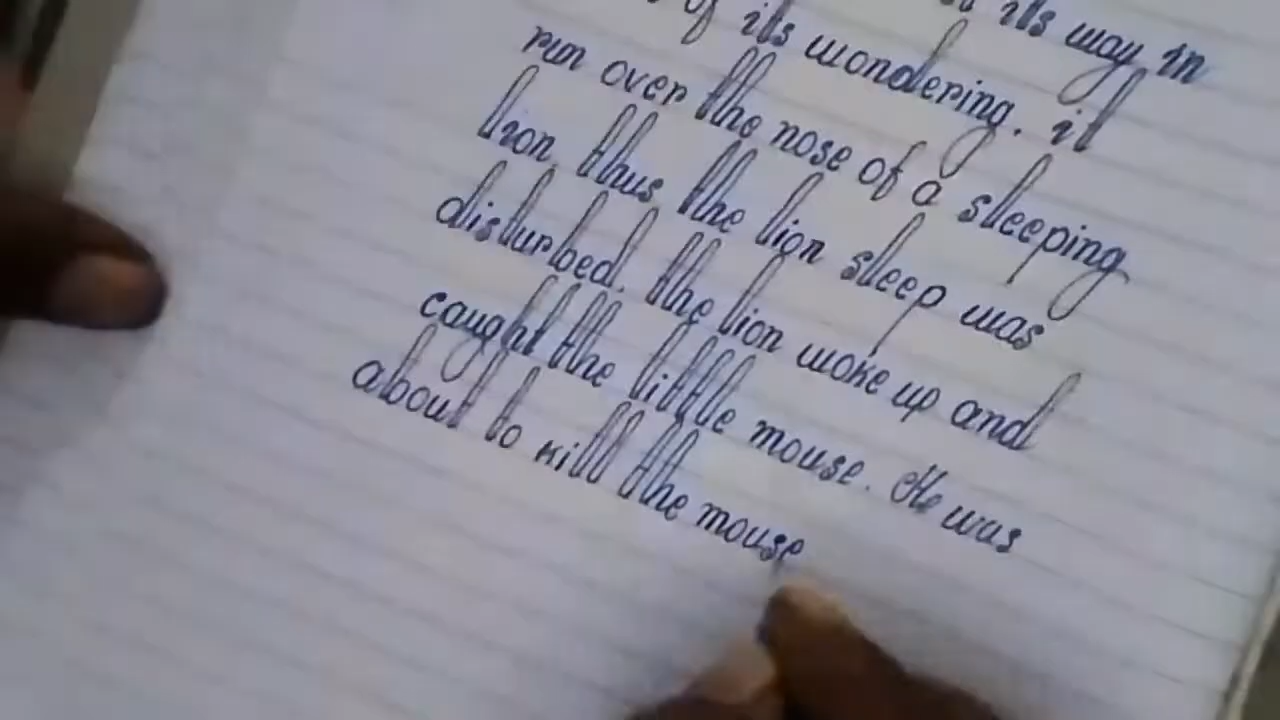 its way in
of its wondering. it
run over the nose of a sleeping
lion, thus, the lion sleep was
disturbed. the lion woke up and
caught the little mouse. He was
about to kill the mouse